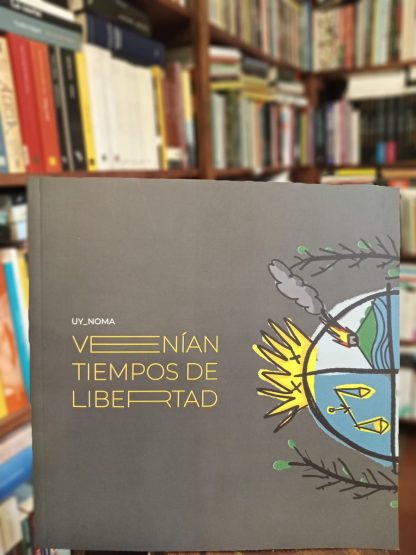 UY_NOMA
VENÍAN
TIEMPOS DE
LIBERTAD